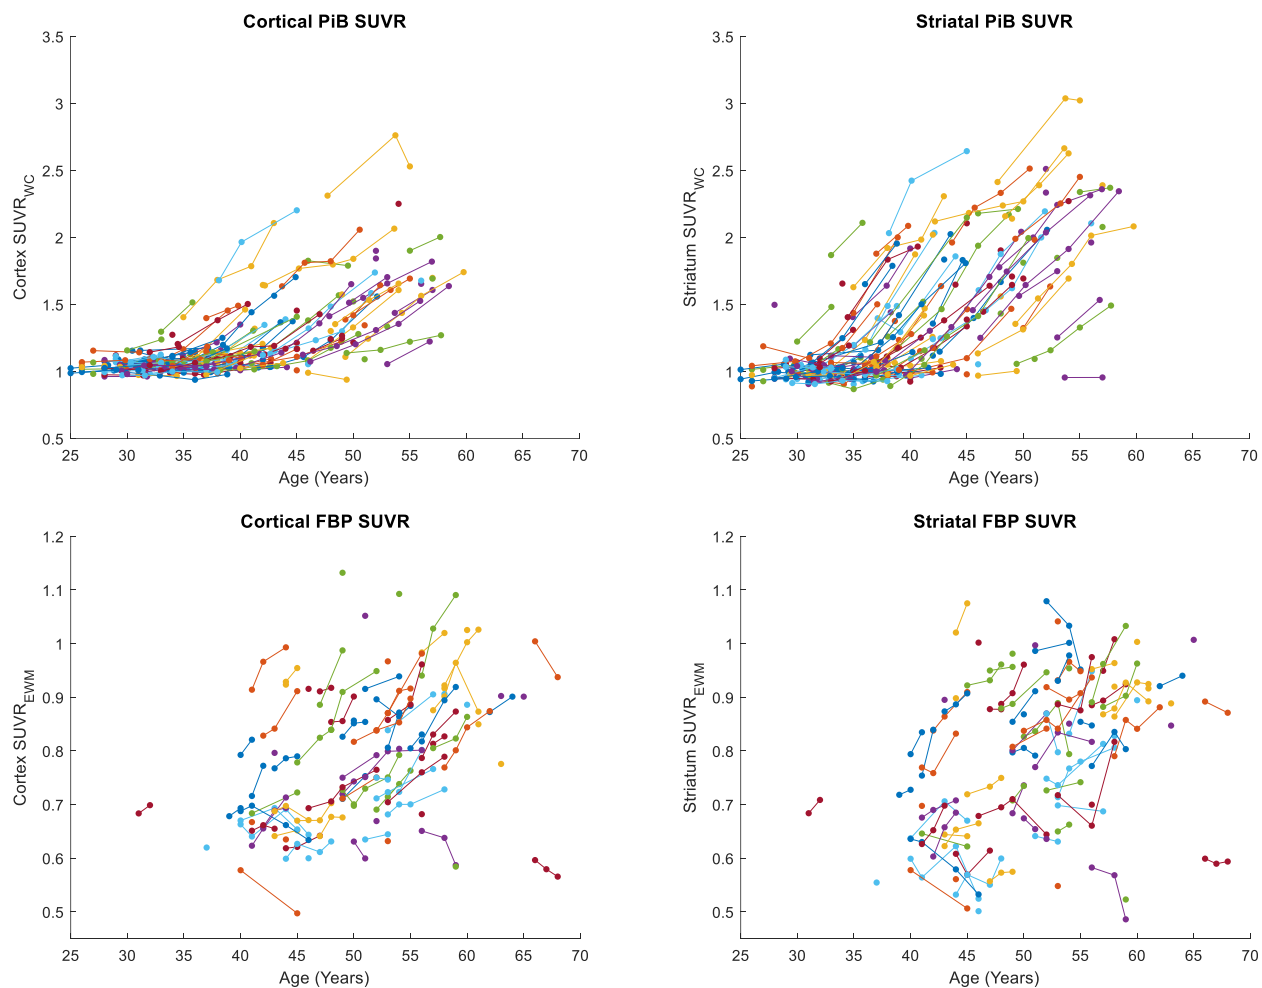 Cortical PiB SUVR
3.5
3
2.5
2
1.5
1
0.5
Cortex SUVR_WC
25 30 35 40 45 50 55 60 65 70
Age (Years)
Striatal PiB SUVR
3.5
3
2.5
2
1.5
1
0.5
Striatum SUVR_WC
25 30 35 40 45 50 55 60 65 70
Age (Years)
Cortical FBP SUVR
1.2
1.1
1
0.9
0.8
0.7
0.6
0.5
Cortex SUVR_EWM
25 30 35 40 45 50 55 60 65 70
Age (Years)
Striatal FBP SUVR
1.2
1.1
1
0.9
0.8
0.7
0.6
0.5
Striatum SUVR_EWM
25 30 35 40 45 50 55 60 65 70
Age (Years)